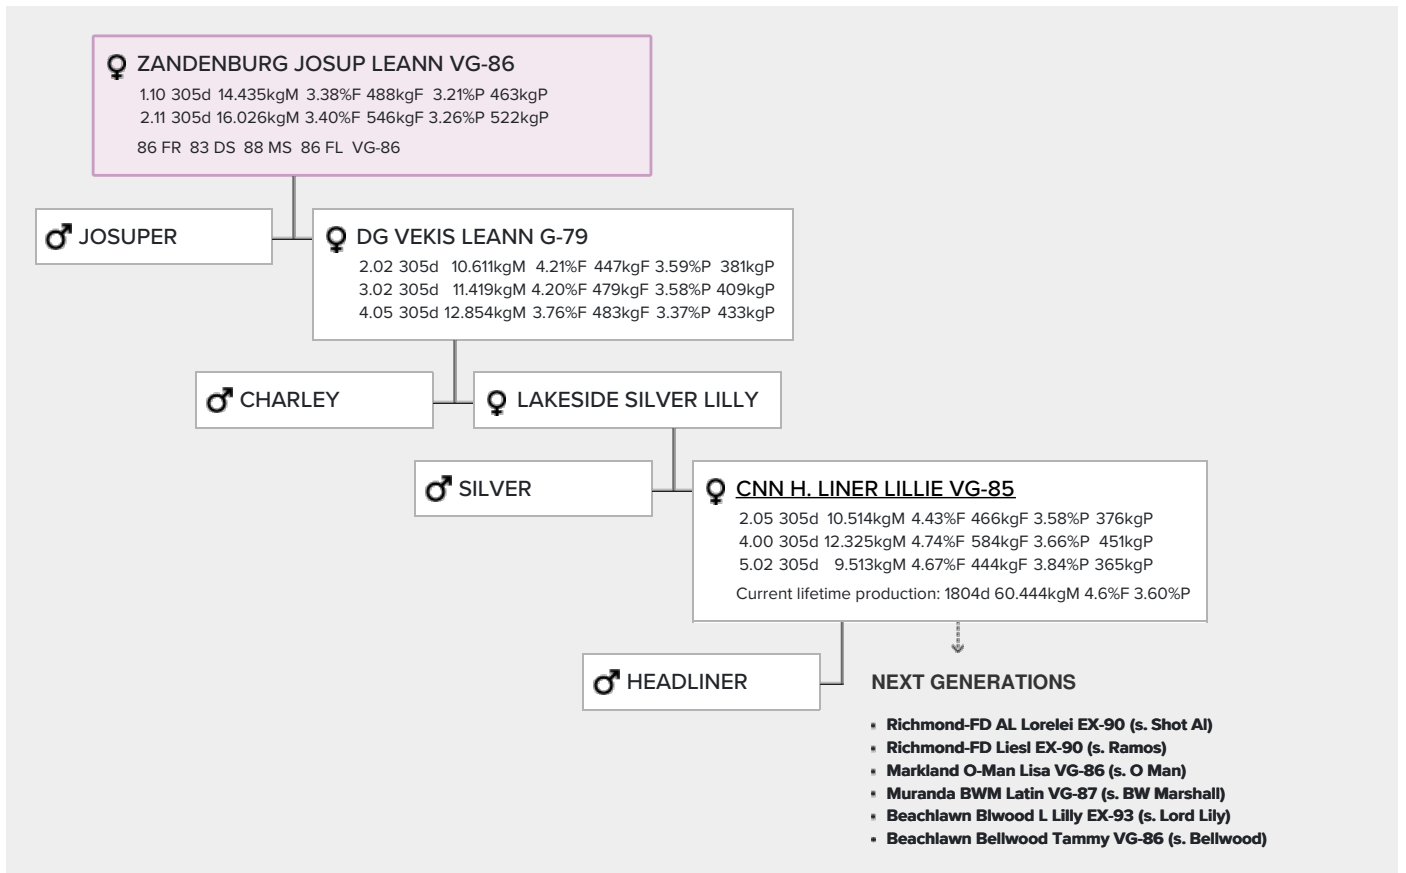 ZANDENBURG JOSUP LEANN VG-86
1.10 305d 14.435kgM 3.38%F 488kgF 3.21%P 463kgP
2.11 305d 16.026kgM 3.40%F 546kgF 3.26%P 522kgP
86 FR 83 DS 88 MS 86 FL VG-86
JOSUPER
DG VEKIS LEANN G-79
2.02 305d 10.611kgM 4.21%F 447kgF 3.59%P 381kgP
3.02 305d 11.419kgM 4.20%F 479kgF 3.58%P 409kgP
4.05 305d 12.854kgM 3.76%F 483kgF 3.37%P 433kgP
CHARLEY
LAKESIDE SILVER LILLY
SILVER
CNN H. LINER LILLIE VG-85
2.05 305d 10.514kgM 4.43%F 466kgF 3.58%P 376kgP
4.00 305d 12.325kgM 4.74%F 584kgF 3.66%P 451kgP
5.02 305d 9.513kgM 4.67%F 444kgF 3.84%P 365kgP
Current lifetime production: 1804d 60.444kgM 4.6%F 3.60%P
HEADLINER
NEXT GENERATIONS
Richmond-FD AL Lorelei EX-90 (s. Shot Al)
Richmond-FD Liesl EX-90 (s. Ramos)
Markland O-Man Lisa VG-86 (s. O Man)
Muranda BWM Latin VG-87 (s. BW Marshall)
Beachlawn Blwood L Lilly EX-93 (s. Lord Lily)
Beachlawn Bellwood Tammy VG-86 (s. Bellwood)